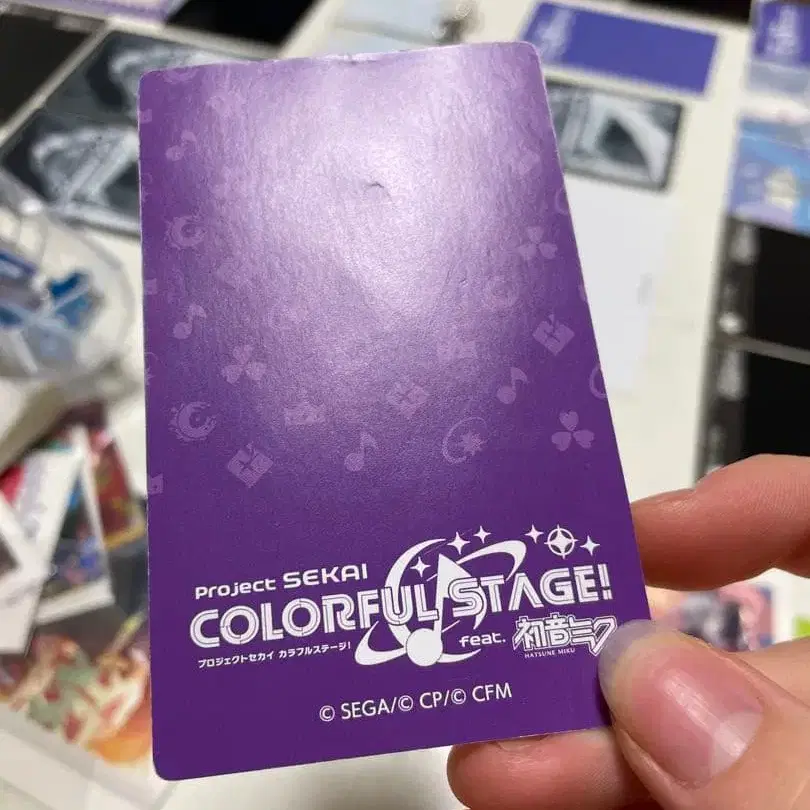 Project SEKAI
COLORFUL STAGE!
プロジェクトセカイ カラフルステージ!
feat. 初音ミク
HATSUNE MIKU
© SEGA/© CP/© CFM